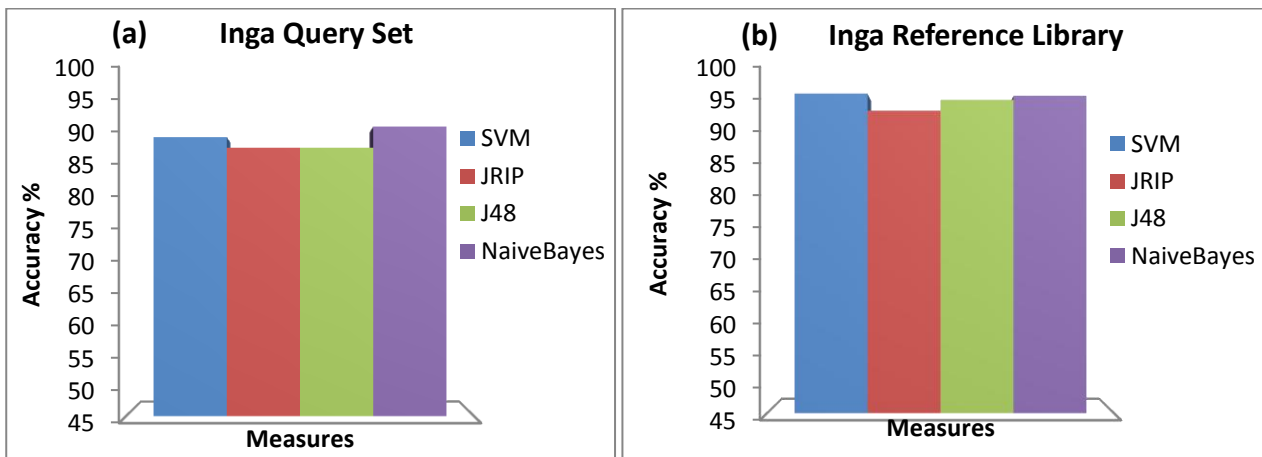 (a) Inga Query Set
100
95
90
85
80
75
70
65
60
55
50
45
Accuracy %
Measures
SVM
JRIP
J48
NaiveBayes
(b) Inga Reference Library
100
95
90
85
80
75
70
65
60
55
50
45
Accuracy %
Measures
SVM
JRIP
J48
NaiveBayes